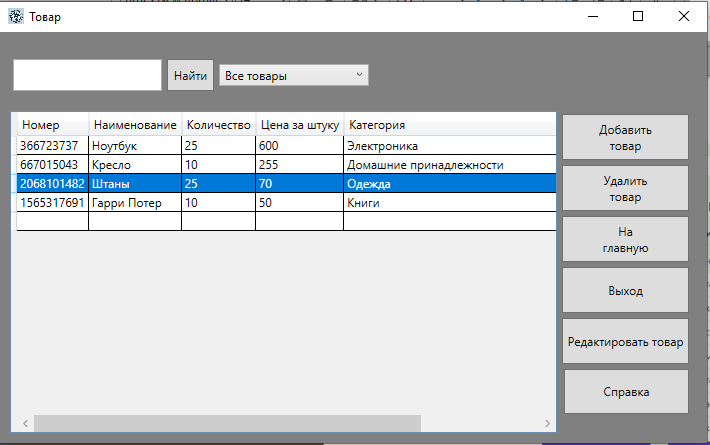 Товар
Найти Все товары
Номер Наименование Количество Цена за штуку Категория
366723737 Ноутбук 25 600 Электроника
667015043 Кресло 10 255 Домашние принадлежности
2068101482 Штаны 25 70 Одежда
1565317691 Гарри Потер 10 50 Книги
Добавить
товар
Удалить
товар
На
главную
Выход
Редактировать товар
Справка